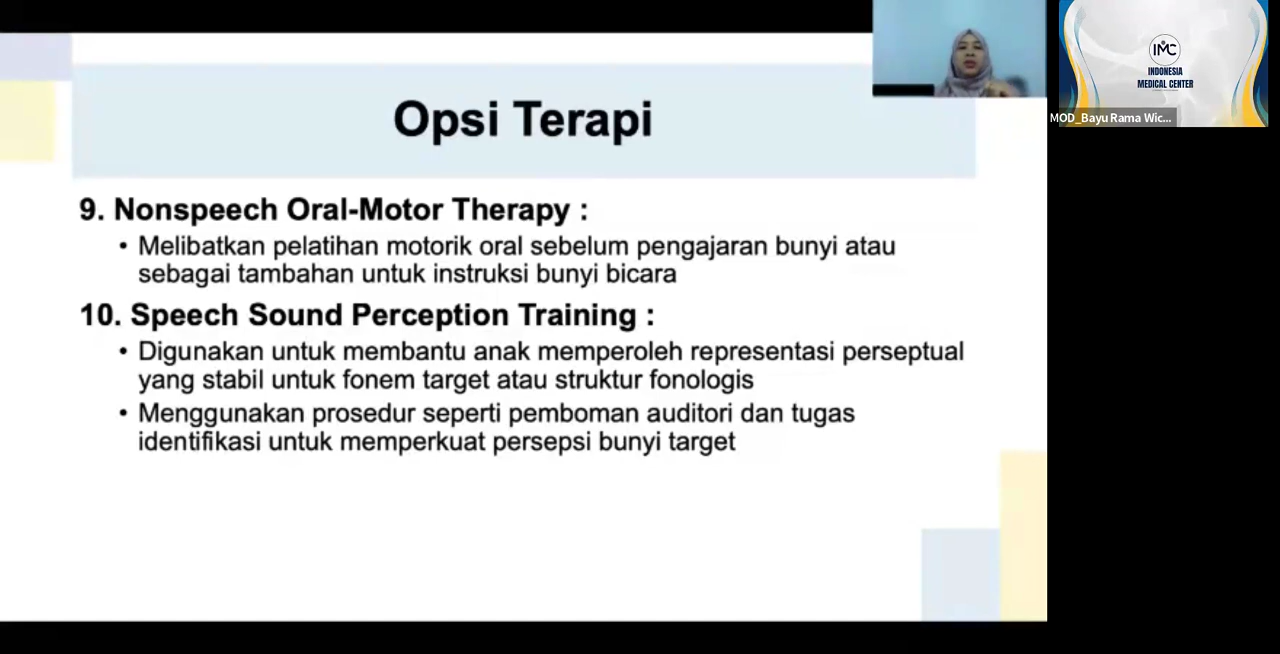 Opsi Terapi
9. Nonspeech Oral-Motor Therapy :
• Melibatkan pelatihan motorik oral sebelum pengajaran bunyi atau
sebagai tambahan untuk instruksi bunyi bicara
10. Speech Sound Perception Training :
• Digunakan untuk membantu anak memperoleh representasi perseptual
yang stabil untuk fonem target atau struktur fonologis
• Menggunakan prosedur seperti pemboman auditori dan tugas
identifikasi untuk memperkuat persepsi bunyi target
IMC
INDONESIA
MEDICAL CENTER
MOD_Bayu Rama Wic...